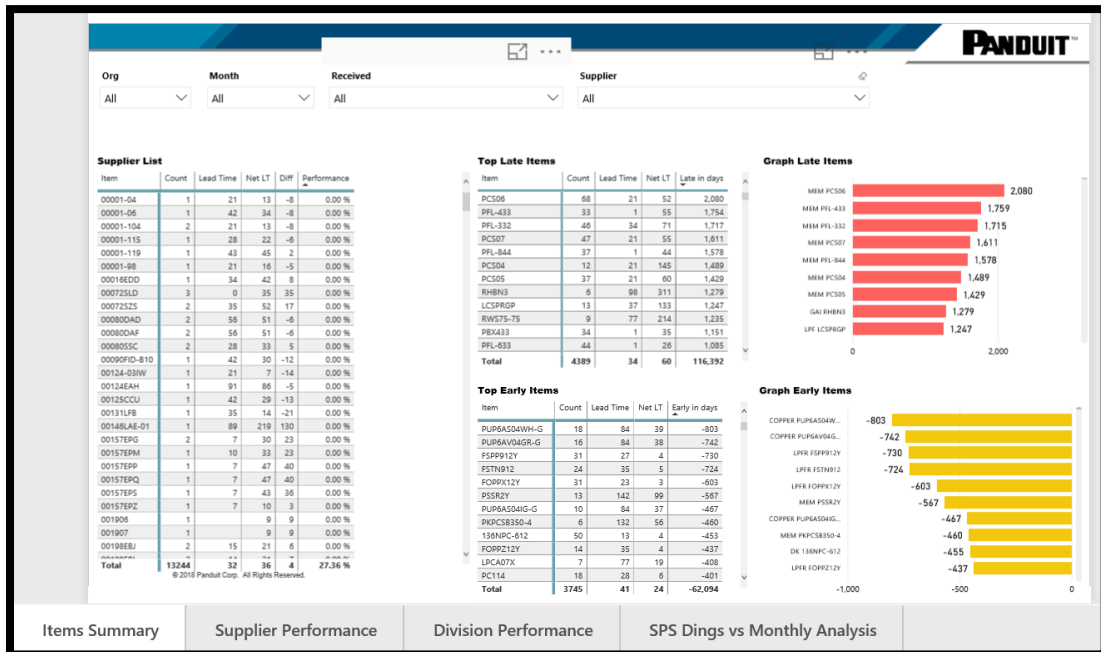 PANDUIT™
Org Month Received Supplier
All All All All
Supplier List
Item Count Lead Time Net LT Diff Performance
00001-04 1 21 13 -8 0.00 %
00001-06 1 42 34 -8 0.00 %
00001-104 2 21 13 -8 0.00 %
00001-115 1 28 22 -6 0.00 %
00001-119 1 43 45 2 0.00 %
00001-98 1 21 16 -5 0.00 %
00016EDD 1 34 42 8 0.00 %
00072SLD 3 0 35 35 0.00 %
00072SZS 2 35 52 17 0.00 %
00080DAD 2 56 51 -6 0.00 %
00080DAF 2 56 51 -6 0.00 %
00080SSC 2 28 33 5 0.00 %
00090FID-B10 1 42 30 -12 0.00 %
00124-03IW 1 21 7 -14 0.00 %
00124EAH 1 91 86 -5 0.00 %
00125CCU 1 42 29 -13 0.00 %
00131LFB 1 35 14 -21 0.00 %
00146LAE-01 1 89 219 130 0.00 %
00157EPG 2 7 30 23 0.00 %
00157EPM 1 10 33 23 0.00 %
00157EPP 1 7 47 40 0.00 %
00157EPQ 1 7 47 40 0.00 %
00157EPS 1 7 43 36 0.00 %
00157EPZ 1 7 10 3 0.00 %
001906 1 9 9 0.00 %
001907 1 9 9 0.00 %
00198EBJ 2 15 21 6 0.00 %
Total 13244 32 36 4 27.36 %
© 2018 Panduit Corp. All Rights Reserved.
Top Late Items
Item Count Lead Time Net LT Late in days
PCS06 68 21 52 2,080
PFL-433 33 1 55 1,754
PFL-332 46 34 71 1,717
PCS07 47 21 55 1,611
PFL-844 37 1 44 1,578
PCS04 12 21 145 1,489
PCS05 37 21 60 1,429
RHBN3 6 98 311 1,279
LCSPRGP 13 37 133 1,247
RWS75-75 9 77 214 1,235
PBX433 34 1 35 1,151
PFL-633 44 1 26 1,085
Total 4389 34 60 116,392
Graph Late Items
MEM PCS06 2,080
MEM PFL-433 1,759
MEM PFL-332 1,715
MEM PCS07 1,611
MEM PFL-844 1,578
MEM PCS04 1,489
MEM PCS05 1,429
GAI RHBN3 1,279
LPF LCSPRGP 1,247
0 2,000
Top Early Items
Item Count Lead Time Net LT Early in days
PUP6AS04WH-G 18 84 39 -803
PUP6AV04GR-G 16 84 38 -742
FSPP912Y 31 27 4 -730
FSTN912 24 35 5 -724
FOPPX12Y 31 23 3 -603
PSSR2Y 13 142 99 -567
PUP6AS04IG-G 10 84 37 -467
PKPCSB350-4 6 132 56 -460
136NPC-612 50 13 4 -453
FOPPZ12Y 14 35 4 -437
LPCA07X 7 77 19 -408
PC114 18 28 6 -401
Total 3745 41 24 -62,094
Graph Early Items
COPPER PUP6AS04W... -803
COPPER PUP6AV04G... -742
LPFR FSPP912Y -730
LPFR FSTN912 -724
LPFR FOPPX12Y -603
MEM PSSR2Y -567
COPPER PUP6AS04IG... -467
MEM PKPCSB350-4 -460
DK 136NPC-612 -455
LPFR FOPPZ12Y -437
-1,000 -500 0
Items Summary Supplier Performance Division Performance SPS Dings vs Monthly Analysis